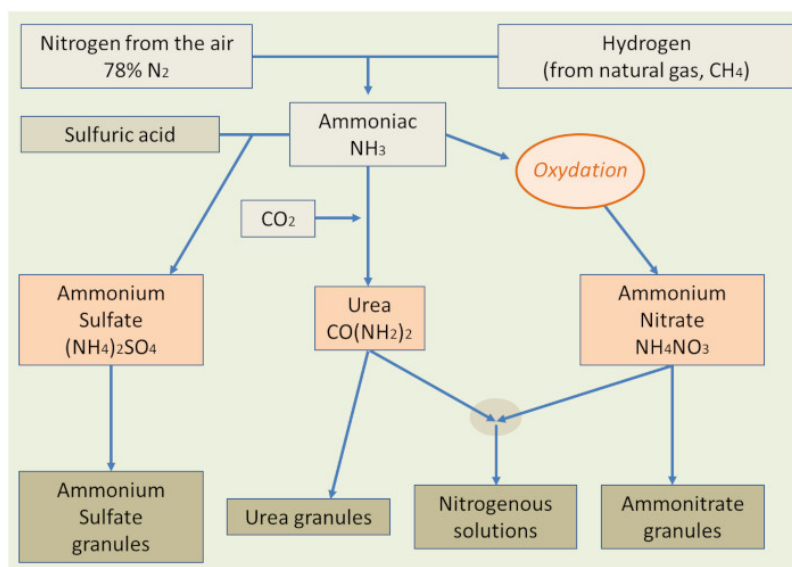 Nitrogen from the air
78% N₂
Hydrogen
(from natural gas, CH₄)
Sulfuric acid
Ammoniac
NH₃
Oxydation
CO₂
Ammonium
Sulfate
(NH₄)₂SO₄
Urea
CO(NH₂)₂
Ammonium
Nitrate
NH₄NO₃
Ammonium
Sulfate
granules
Urea granules
Nitrogenous
solutions
Ammonitrate
granules